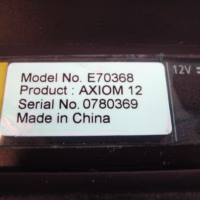 Model No. E70368
Product : AXIOM 12
Serial No. 0780369
Made in China
12V